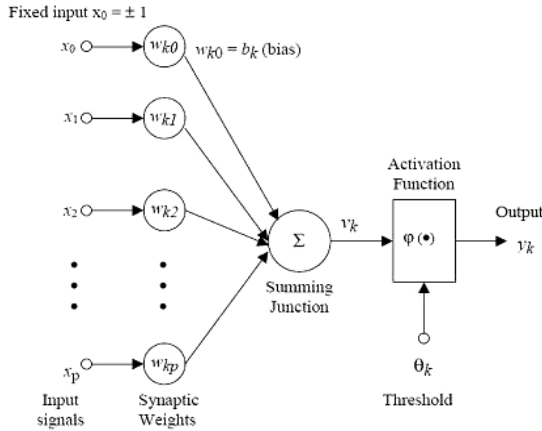 Fixed input x0 = ± 1
x0
wk0
wk0 = bk (bias)
x1
wk1
x2
wk2
Σ
Summing
Junction
vk
Activation
Function
φ (•)
Output
yk
θk
Threshold
xp
wkp
Input
signals
Synaptic
Weights